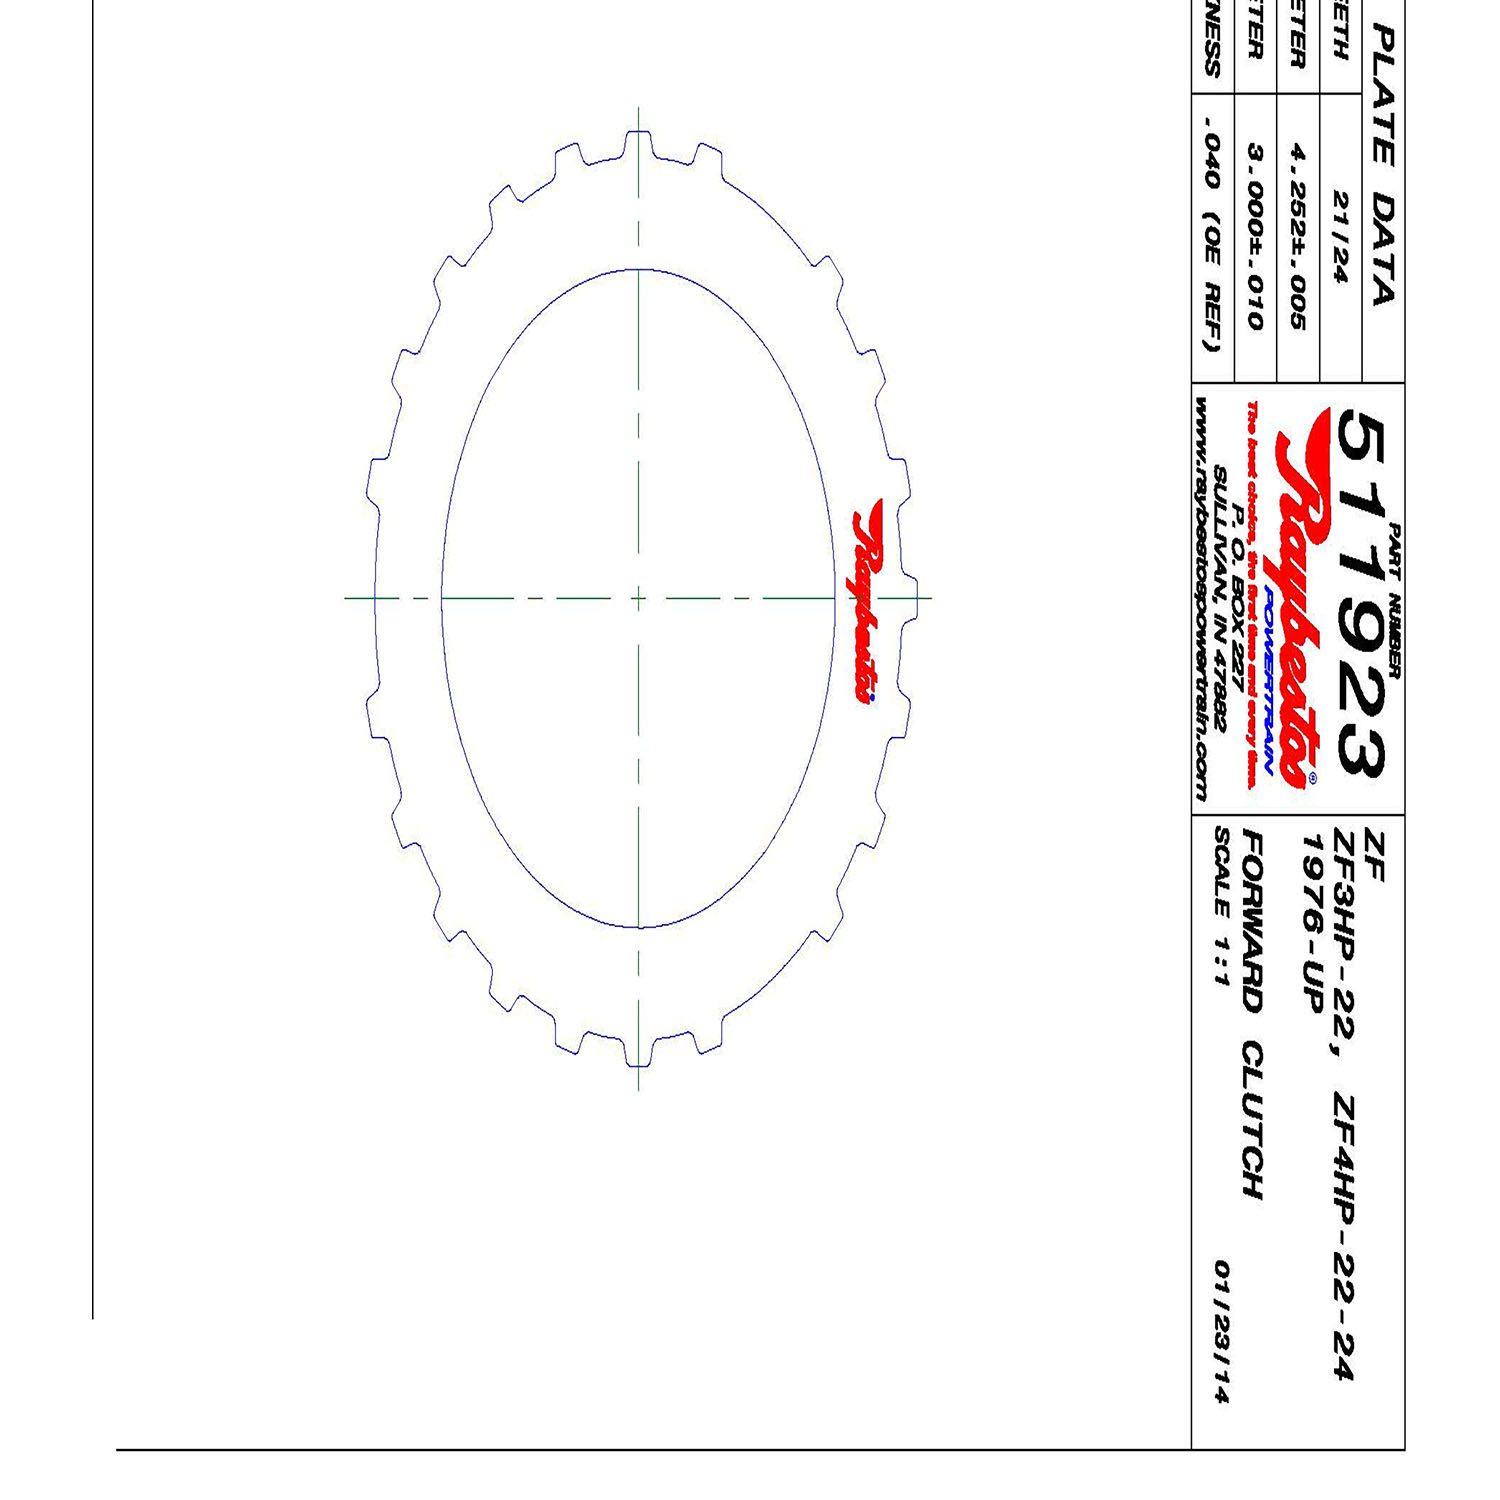 PLATE DATA
EETH 21/24
ETER 4.252±.005
ETER 3.000±.010
NESS .040 (OE REF)
PART NUMBER
511923
Raybestos®
POWERTRAIN
The best choice, the first time and every time.
P. O. BOX 227
SULLIVAN, IN 47882
www.raybestospowertrain.com
ZF
ZF3HP-22, ZF4HP-22-24
1976-UP
FORWARD CLUTCH
SCALE 1:1 01/23/14
Raybestos